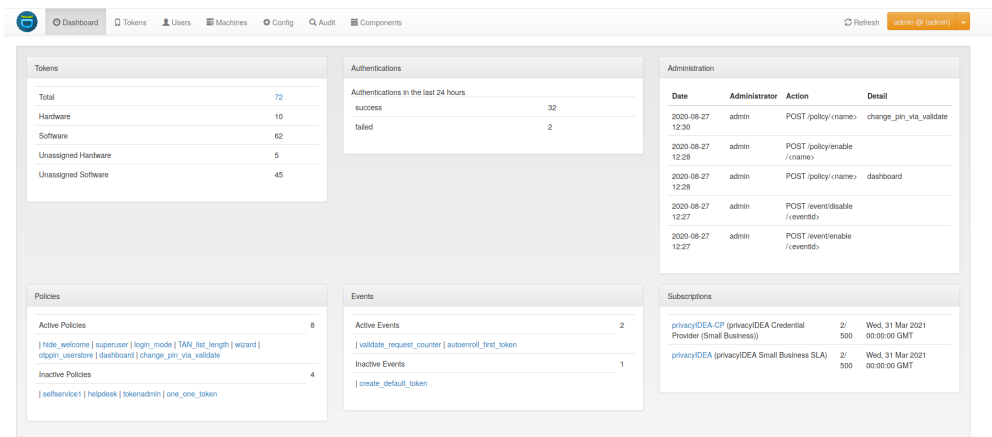 Dashboard Tokens Users Machines Config Audit Components Refresh admin @ (admin)
Tokens
Total 72
Hardware 10
Software 62
Unassigned Hardware 5
Unassigned Software 45
Authentications
Authentications in the last 24 hours
success 32
failed 2
Administration
Date Administrator Action Detail
2020-08-27 admin POST /policy/<name> change_pin_via_validate
12:30
2020-08-27 admin POST /policy/enable
12:28 /<name>
2020-08-27 admin POST /policy/<name> dashboard
12:28
2020-08-27 admin POST /event/disable
12:27 /<eventid>
2020-08-27 admin POST /event/enable
12:27 /<eventid>
Policies
Active Policies 8
| hide_welcome | superuser | login_mode | TAN_list_length | wizard |
otppin_userstore | dashboard | change_pin_via_validate
Inactive Policies 4
| selfservice1 | helpdesk | tokenadmin | one_one_token
Events
Active Events 2
| validate_request_counter | autoenroll_first_token
Inactive Events 1
| create_default_token
Subscriptions
privacyIDEA-CP (privacyIDEA Credential 2/ Wed, 31 Mar 2021
Provider (Small Business)) 500 00:00:00 GMT
privacyIDEA (privacyIDEA Small Business SLA) 2/ Wed, 31 Mar 2021
500 00:00:00 GMT